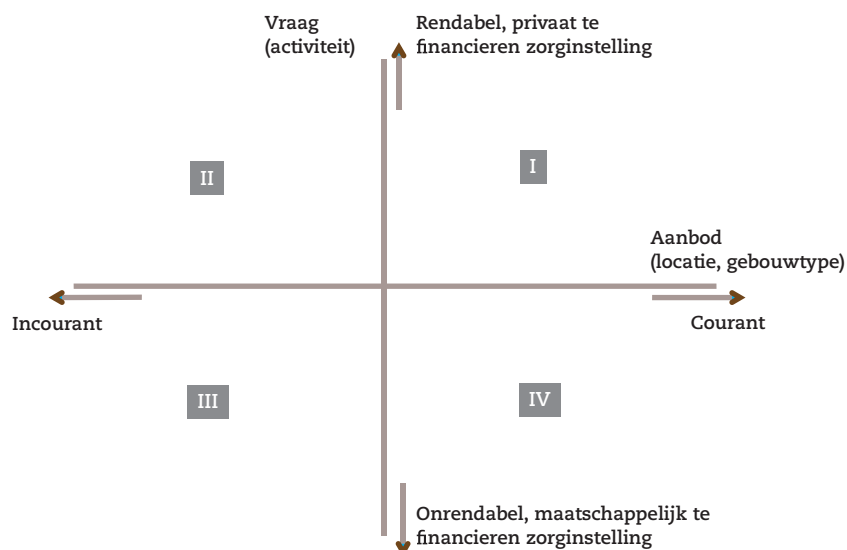 Vraag
(activiteit)
Rendabel, privaat te
financieren zorginstelling
II
I
Aanbod
(locatie, gebouwtype)
Incourant
Courant
III
IV
Onrendabel, maatschappelijk te
financieren zorginstelling